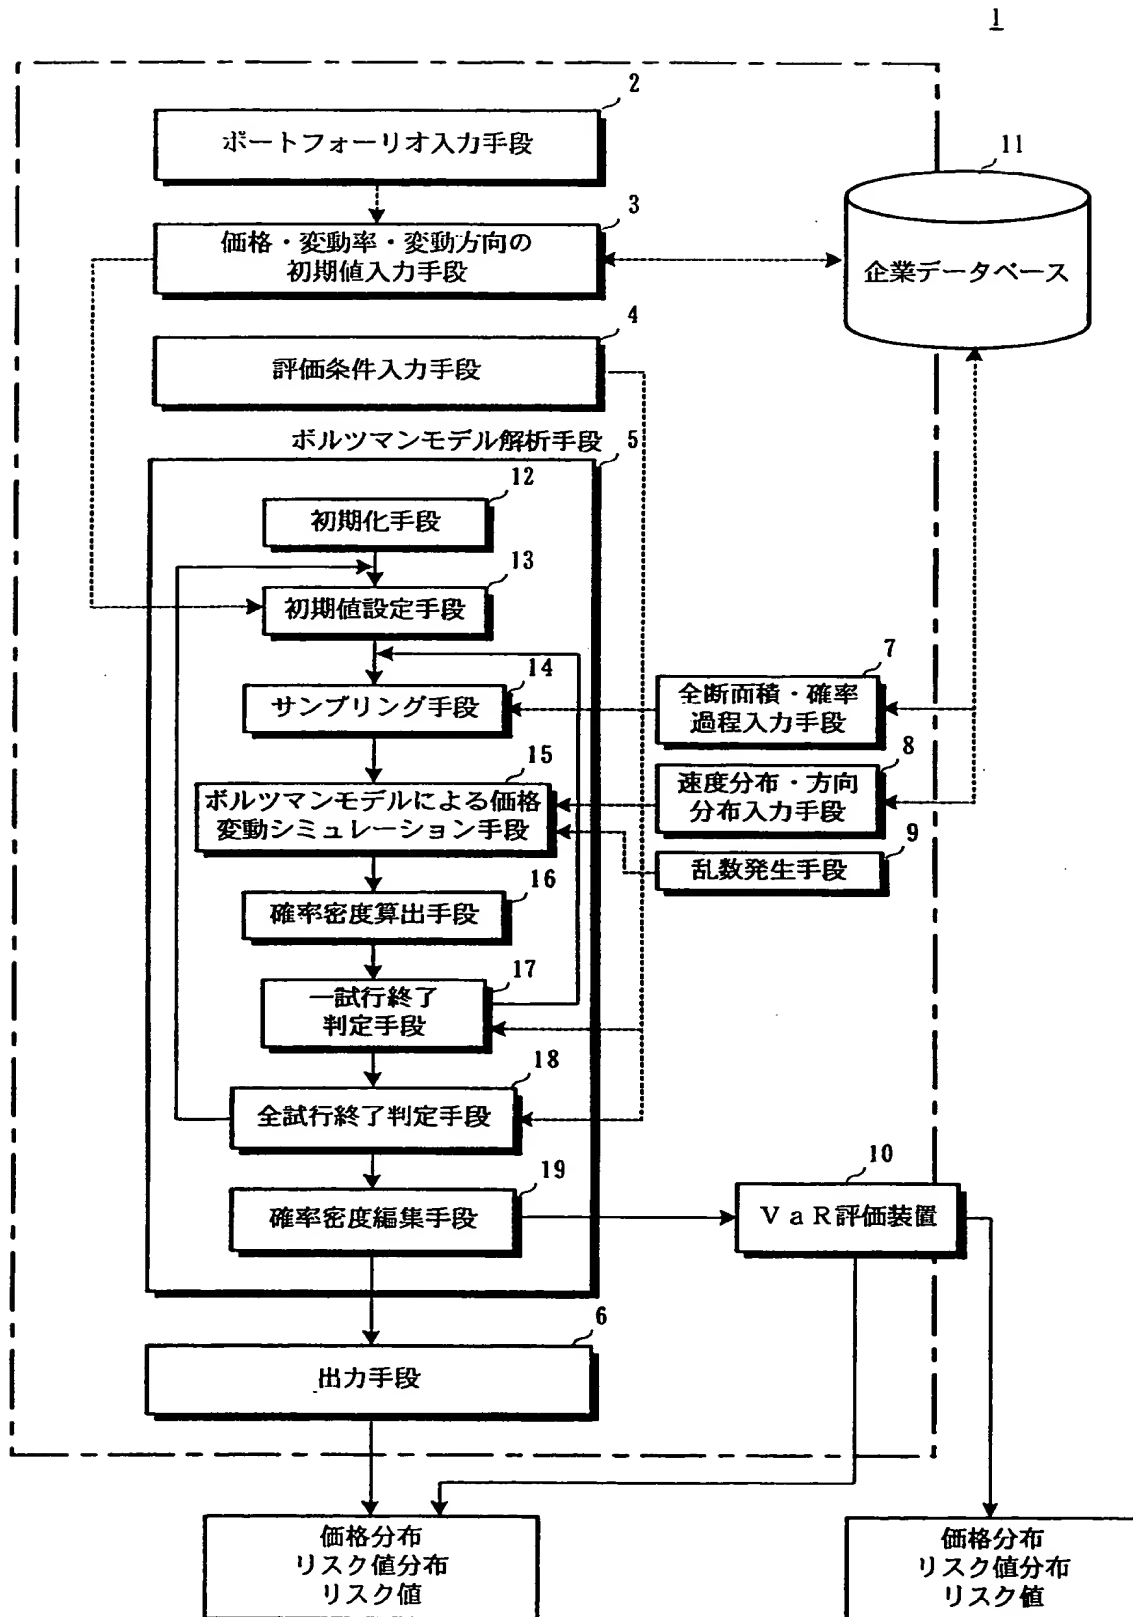 1
2
ポートフォーリオ入力手段
3
価格・変動率・変動方向の
初期値入力手段
11
企業データベース
4
評価条件入力手段
ボルツマンモデル解析手段
5
12
初期化手段
13
初期値設定手段
14
サンプリング手段
7
全断面積・確率
過程入力手段
15
ボルツマンモデルによる価格
変動シミュレーション手段
8
速度分布・方向
分布入力手段
9
乱数発生手段
16
確率密度算出手段
17
一試行終了
判定手段
18
全試行終了判定手段
19
確率密度編集手段
10
VaR評価装置
6
出力手段
価格分布
リスク値分布
リスク値
価格分布
リスク値分布
リスク値